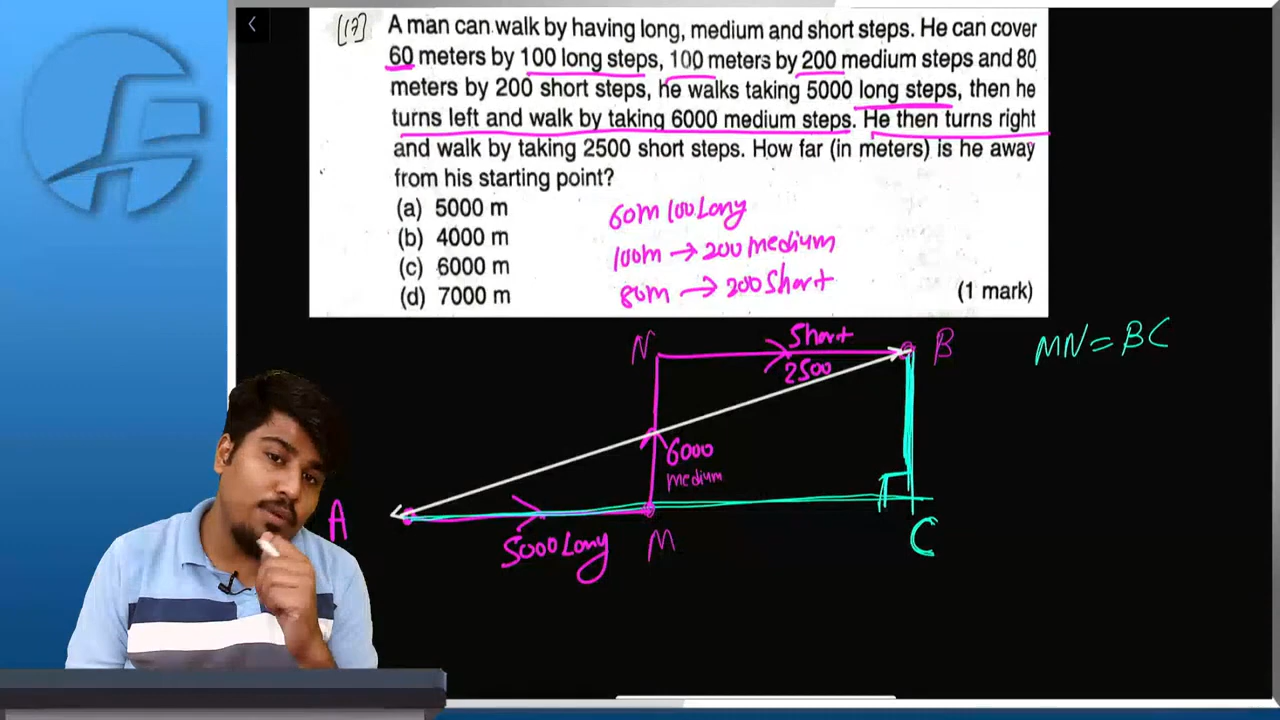 [17] A man can walk by having long, medium and short steps. He can cover
60 meters by 100 long steps, 100 meters by 200 medium steps and 80
meters by 200 short steps, he walks taking 5000 long steps, then he
turns left and walk by taking 6000 medium steps. He then turns right
and walk by taking 2500 short steps. How far (in meters) is he away
from his starting point?
(a) 5000 m
(b) 4000 m
(c) 6000 m
(d) 7000 m
(1 mark)
60m 100 Long
100m → 200 medium
80m → 200 Short
N
Short
2500
B
MN = BC
6000
medium
A
5000 Long
M
C